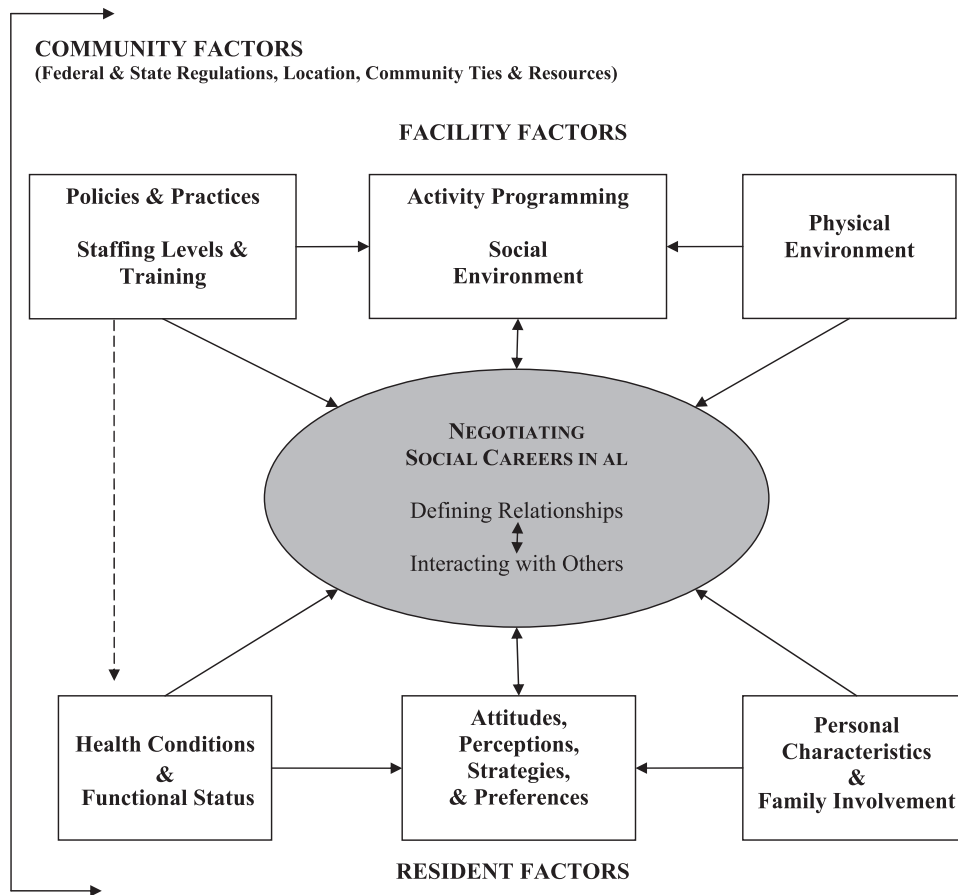 COMMUNITY FACTORS
(Federal & State Regulations, Location, Community Ties & Resources)
FACILITY FACTORS
Policies & Practices
Staffing Levels &
Training
Activity Programming
Social
Environment
Physical
Environment
NEGOTIATING
SOCIAL CAREERS IN AL
Defining Relationships
Interacting with Others
Health Conditions
&
Functional Status
Attitudes,
Perceptions,
Strategies,
& Preferences
Personal
Characteristics
&
Family Involvement
RESIDENT FACTORS